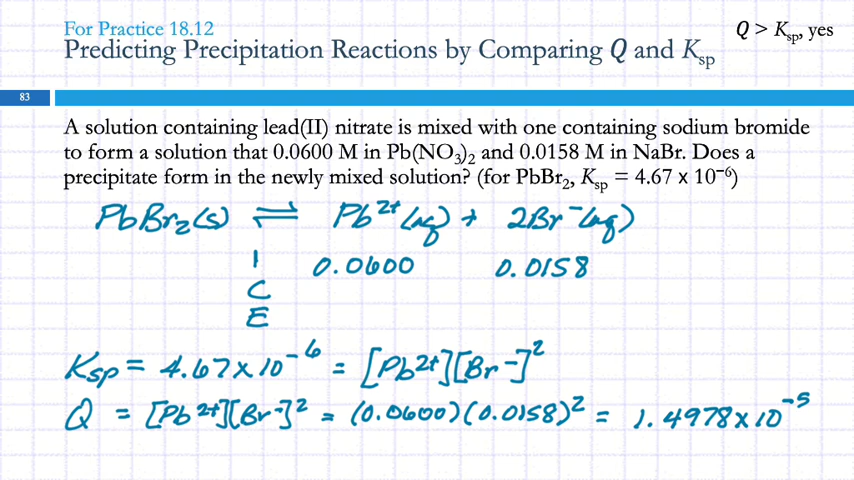 For Practice 18.12
Q > Ksp, yes
Predicting Precipitation Reactions by Comparing Q and Ksp
83
A solution containing lead(II) nitrate is mixed with one containing sodium bromide
to form a solution that 0.0600 M in Pb(NO₃)₂ and 0.0158 M in NaBr. Does a
precipitate form in the newly mixed solution? (for PbBr₂, Ksp = 4.67 x 10⁻⁶)
PbBr₂(s) ⇌ Pb²⁺(aq) + 2Br⁻(aq)
I 0.0600 0.0158
C
E
Ksp = 4.67 x 10⁻⁶ = [Pb²⁺][Br⁻]²
Q = [Pb²⁺][Br⁻]² = (0.0600)(0.0158)² = 1.4978 x 10⁻⁵